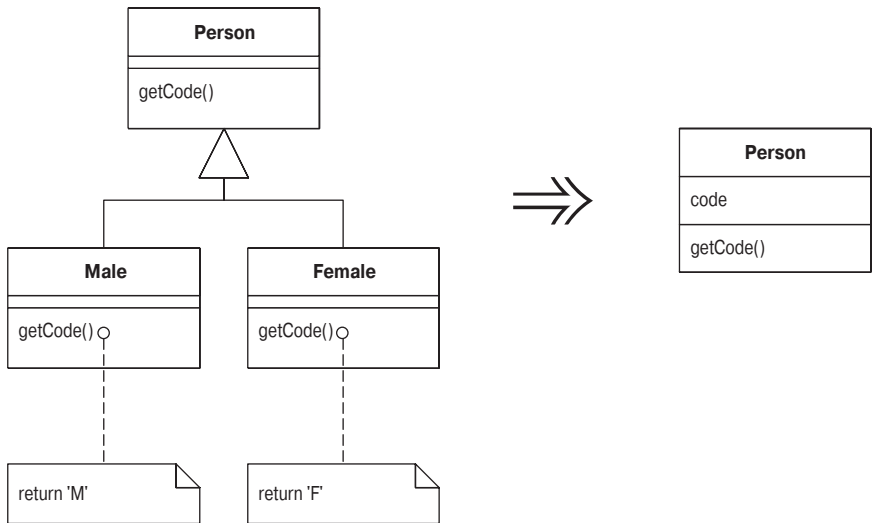 Person
getCode()
Male
getCode()
return 'M'
Female
getCode()
return 'F'
Person
code
getCode()